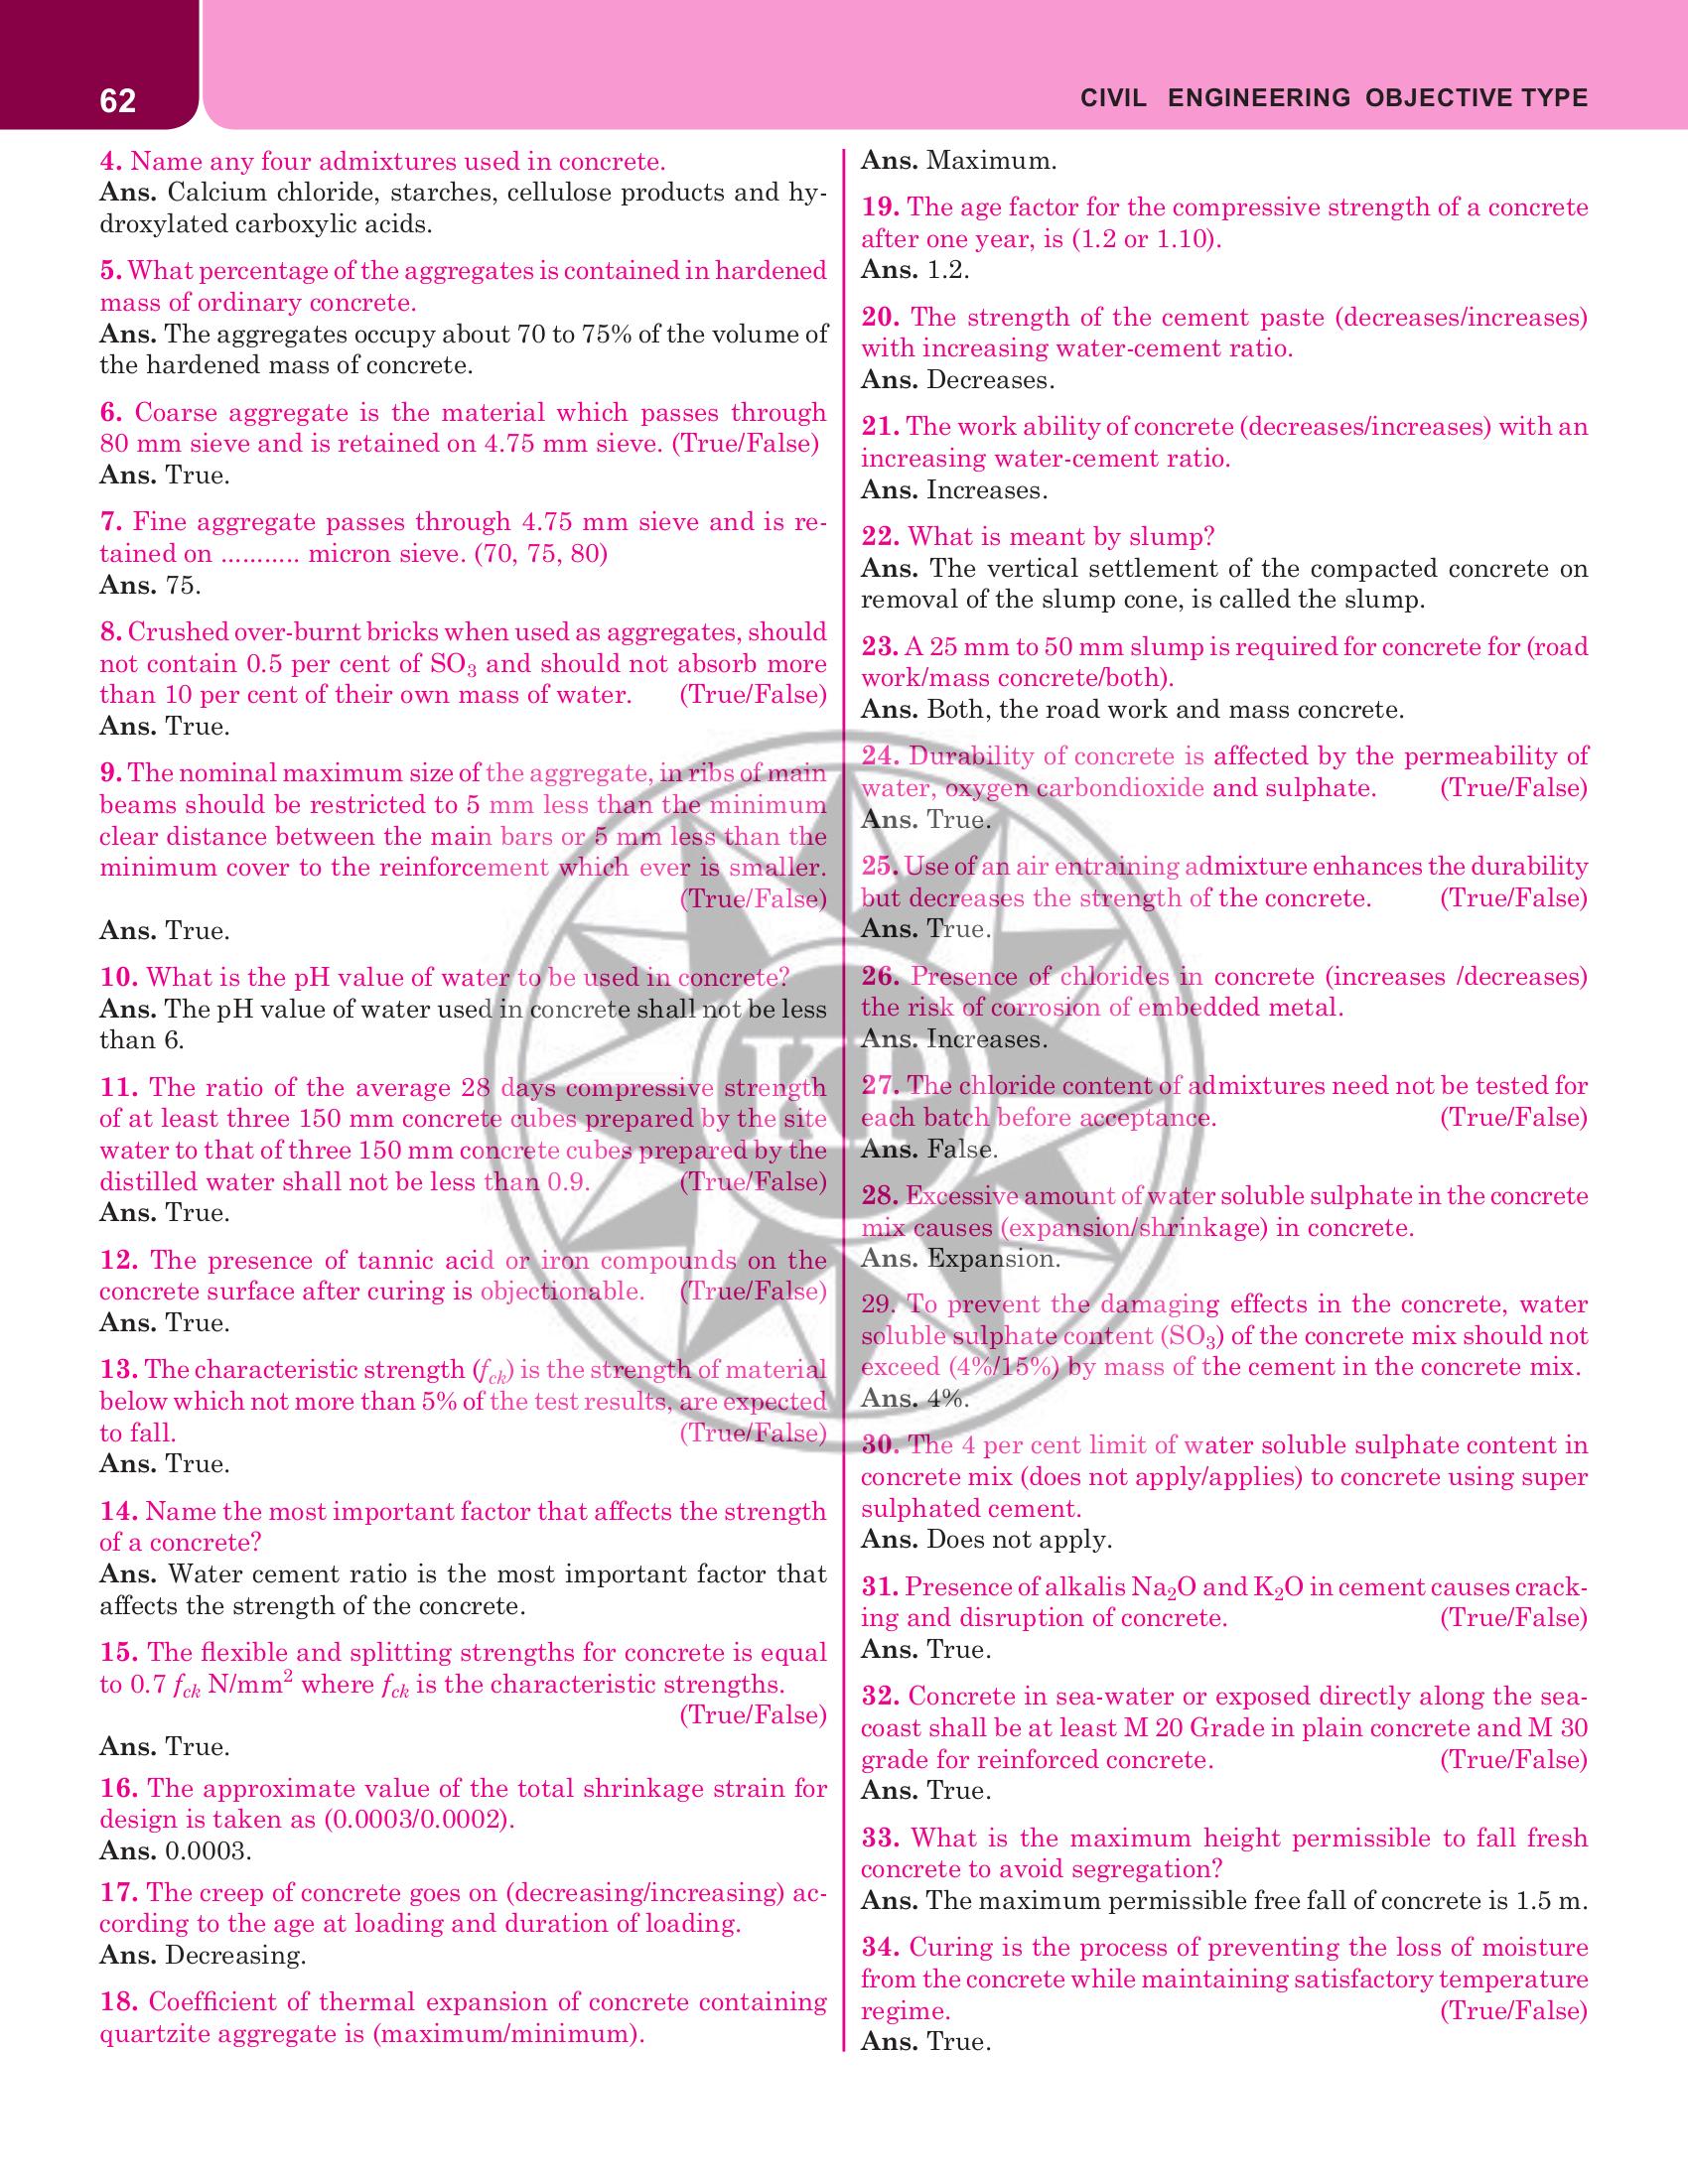 62
CIVIL ENGINEERING OBJECTIVE TYPE
4. Name any four admixtures used in concrete.
Ans. Calcium chloride, starches, cellulose products and hy-
droxylated carboxylic acids.
5. What percentage of the aggregates is contained in hardened
mass of ordinary concrete.
Ans. The aggregates occupy about 70 to 75% of the volume of
the hardened mass of concrete.
6. Coarse aggregate is the material which passes through
80 mm sieve and is retained on 4.75 mm sieve. (True/False)
Ans. True.
7. Fine aggregate passes through 4.75 mm sieve and is re-
tained on ........... micron sieve. (70, 75, 80)
Ans. 75.
8. Crushed over-burnt bricks when used as aggregates, should
not contain 0.5 per cent of SO₃ and should not absorb more
than 10 per cent of their own mass of water. (True/False)
Ans. True.
9. The nominal maximum size of the aggregate, in ribs of main
beams should be restricted to 5 mm less than the minimum
clear distance between the main bars or 5 mm less than the
minimum cover to the reinforcement which ever is smaller.
(True/False)
Ans. True.
10. What is the pH value of water to be used in concrete?
Ans. The pH value of water used in concrete shall not be less
than 6.
11. The ratio of the average 28 days compressive strength
of at least three 150 mm concrete cubes prepared by the site
water to that of three 150 mm concrete cubes prepared by the
distilled water shall not be less than 0.9. (True/False)
Ans. True.
12. The presence of tannic acid or iron compounds on the
concrete surface after curing is objectionable. (True/False)
Ans. True.
13. The characteristic strength (fck) is the strength of material
below which not more than 5% of the test results, are expected
to fall. (True/False)
Ans. True.
14. Name the most important factor that affects the strength
of a concrete?
Ans. Water cement ratio is the most important factor that
affects the strength of the concrete.
15. The flexible and splitting strengths for concrete is equal
to 0.7 fck N/mm² where fck is the characteristic strengths.
(True/False)
Ans. True.
16. The approximate value of the total shrinkage strain for
design is taken as (0.0003/0.0002).
Ans. 0.0003.
17. The creep of concrete goes on (decreasing/increasing) ac-
cording to the age at loading and duration of loading.
Ans. Decreasing.
18. Coefficient of thermal expansion of concrete containing
quartzite aggregate is (maximum/minimum).
Ans. Maximum.
19. The age factor for the compressive strength of a concrete
after one year, is (1.2 or 1.10).
Ans. 1.2.
20. The strength of the cement paste (decreases/increases)
with increasing water-cement ratio.
Ans. Decreases.
21. The work ability of concrete (decreases/increases) with an
increasing water-cement ratio.
Ans. Increases.
22. What is meant by slump?
Ans. The vertical settlement of the compacted concrete on
removal of the slump cone, is called the slump.
23. A 25 mm to 50 mm slump is required for concrete for (road
work/mass concrete/both).
Ans. Both, the road work and mass concrete.
24. Durability of concrete is affected by the permeability of
water, oxygen carbondioxide and sulphate. (True/False)
Ans. True.
25. Use of an air entraining admixture enhances the durability
but decreases the strength of the concrete. (True/False)
Ans. True.
26. Presence of chlorides in concrete (increases /decreases)
the risk of corrosion of embedded metal.
Ans. Increases.
27. The chloride content of admixtures need not be tested for
each batch before acceptance. (True/False)
Ans. False.
28. Excessive amount of water soluble sulphate in the concrete
mix causes (expansion/shrinkage) in concrete.
Ans. Expansion.
29. To prevent the damaging effects in the concrete, water
soluble sulphate content (SO₃) of the concrete mix should not
exceed (4%/15%) by mass of the cement in the concrete mix.
Ans. 4%.
30. The 4 per cent limit of water soluble sulphate content in
concrete mix (does not apply/applies) to concrete using super
sulphated cement.
Ans. Does not apply.
31. Presence of alkalis Na₂O and K₂O in cement causes crack-
ing and disruption of concrete. (True/False)
Ans. True.
32. Concrete in sea-water or exposed directly along the sea-
coast shall be at least M 20 Grade in plain concrete and M 30
grade for reinforced concrete. (True/False)
Ans. True.
33. What is the maximum height permissible to fall fresh
concrete to avoid segregation?
Ans. The maximum permissible free fall of concrete is 1.5 m.
34. Curing is the process of preventing the loss of moisture
from the concrete while maintaining satisfactory temperature
regime. (True/False)
Ans. True.
KP